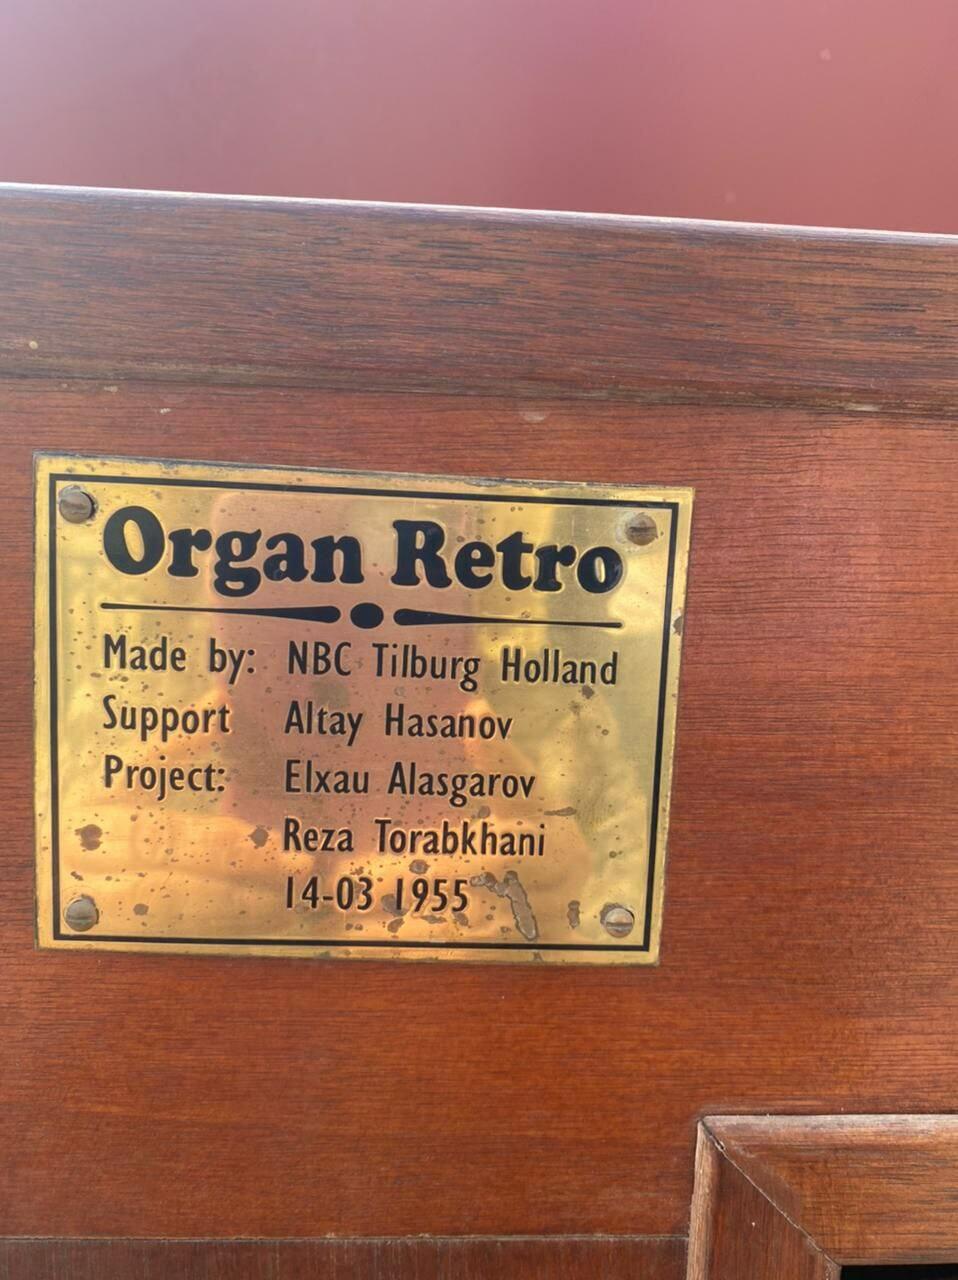 Organ Retro
Made by: NBC Tilburg Holland
Support Altay Hasanov
Project: Elxau Alasgarov
Reza Torabkhani
14-03 1955